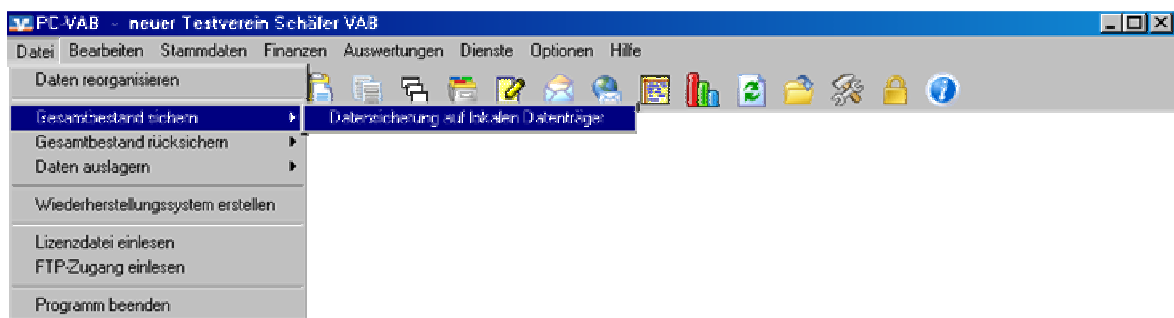 PC-VAB - neuer Testverein Schäfer VAB
Datei Bearbeiten Stammdaten Finanzen Auswertungen Dienste Optionen Hilfe
Daten reorganisieren
Gesamtbestand sichern
Datensicherung auf lokalen Datenträger
Gesamtbestand rücksichern
Daten auslagern
Wiederherstellungssystem erstellen
Lizenzdatei einlesen
FTP-Zugang einlesen
Programm beenden